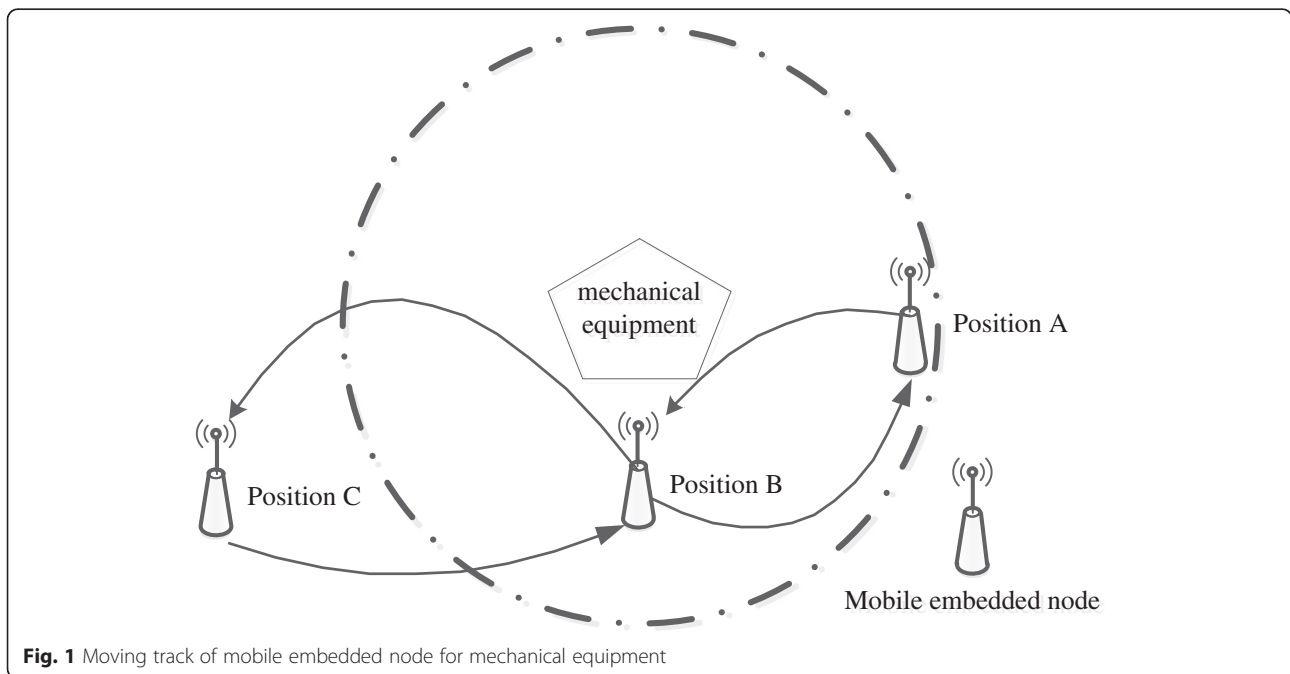 mechanical
equipment
Position A
Position B
Position C
Mobile embedded node
Fig. 1 Moving track of mobile embedded node for mechanical equipment